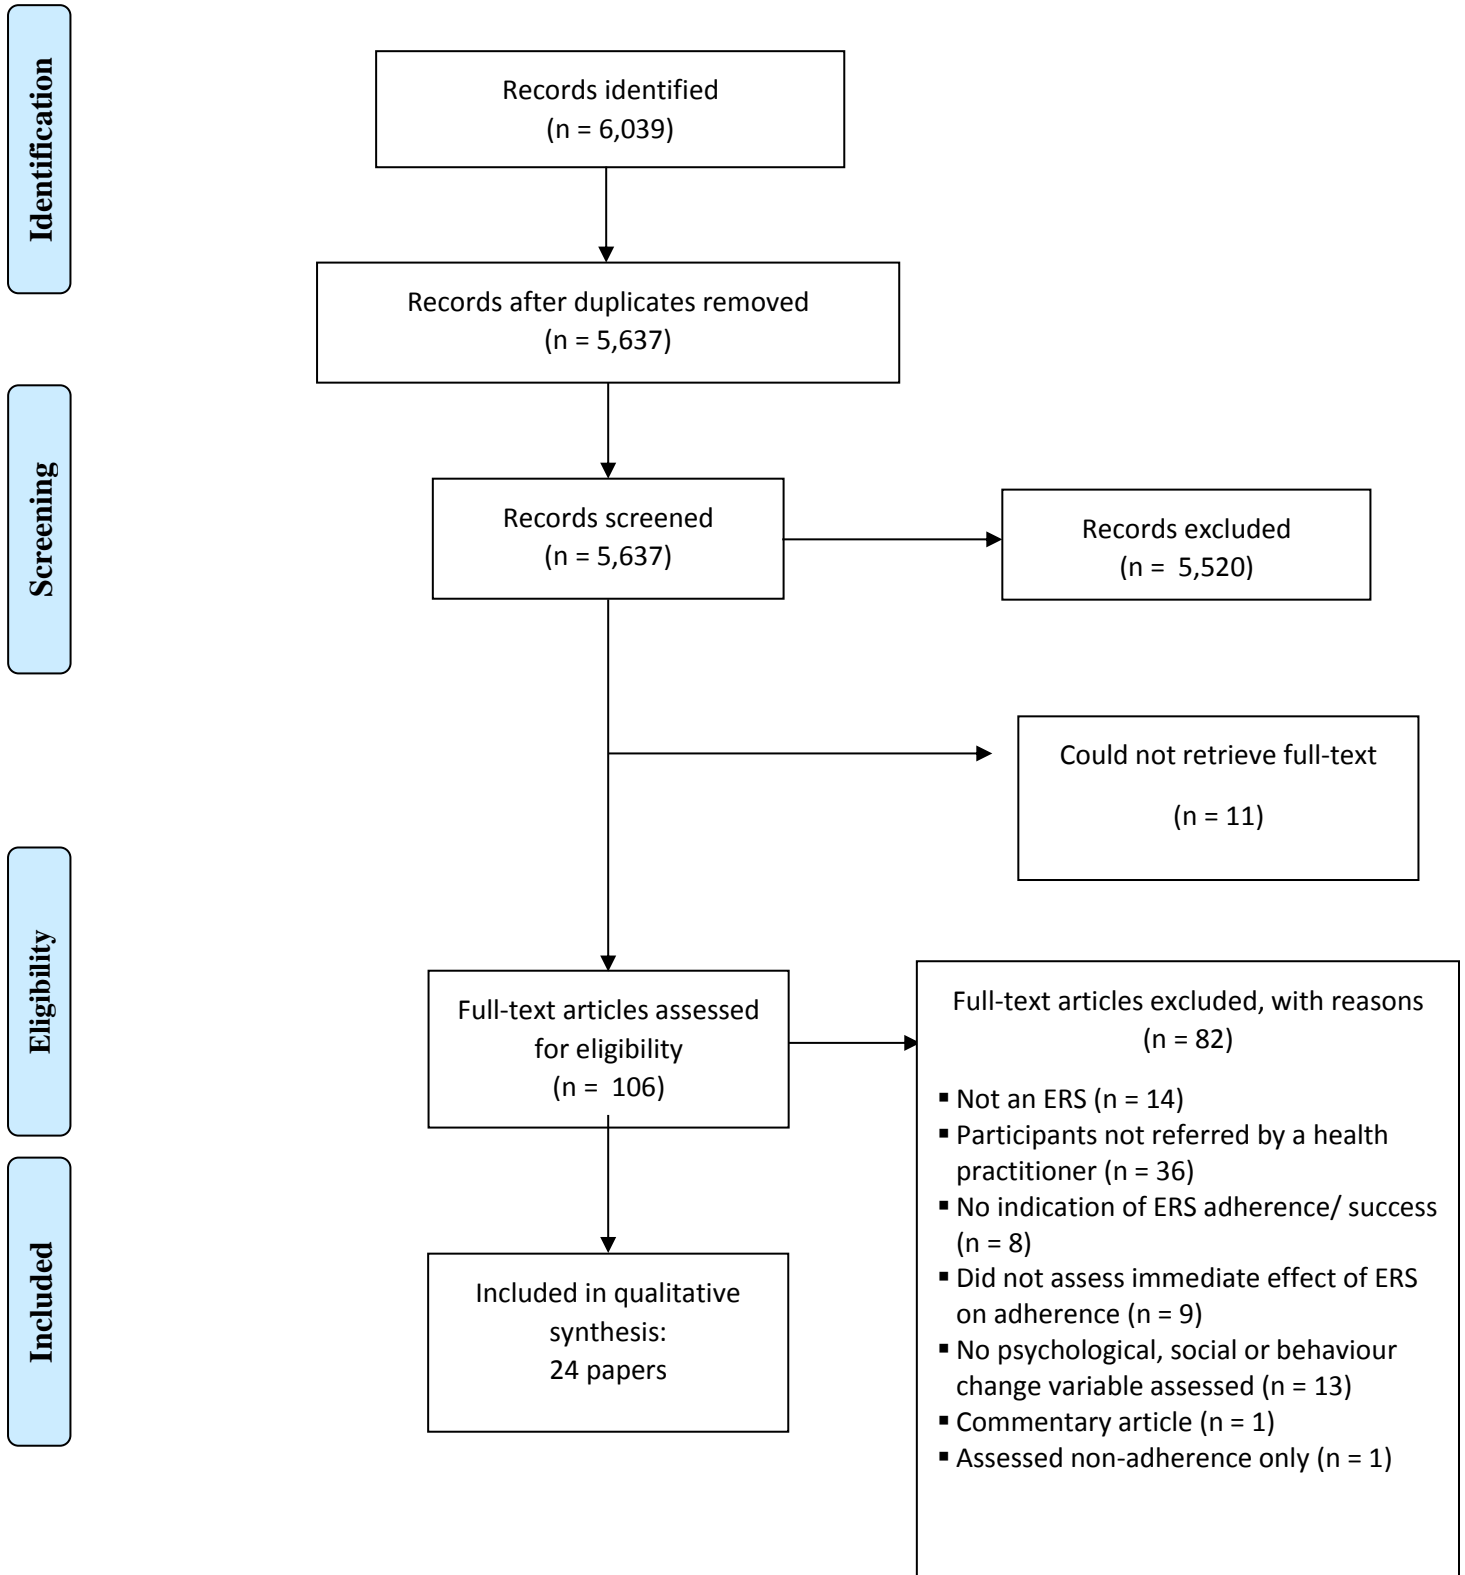 Identification
Records identified
(n = 6,039)
Records after duplicates removed
(n = 5,637)
Screening
Records screened
(n = 5,637)
Records excluded
(n =  5,520)
Could not retrieve full-text
(n = 11)
Eligibility
Full-text articles assessed
for eligibility
(n =  106)
Full-text articles excluded, with reasons
(n = 82)
▪ Not an ERS (n = 14)
▪ Participants not referred by a health
practitioner (n = 36)
▪ No indication of ERS adherence/ success
(n = 8)
▪ Did not assess immediate effect of ERS
on adherence (n = 9)
▪ No psychological, social or behaviour
change variable assessed (n = 13)
▪ Commentary article (n = 1)
▪ Assessed non-adherence only (n = 1)
Included
Included in qualitative
synthesis:
24 papers